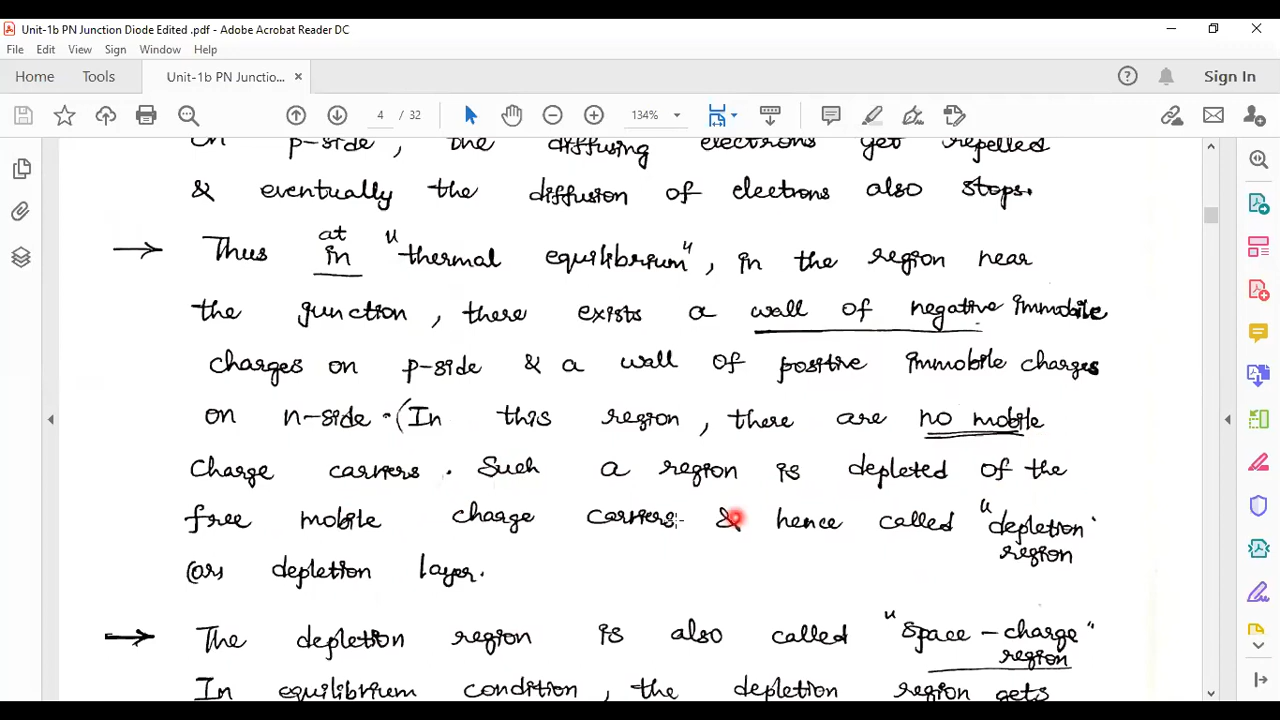 Unit-1b PN Junction Diode Edited .pdf - Adobe Acrobat Reader DC
File Edit View Sign Window Help
Home Tools Unit-1b PN Junctio... × Sign In
4 / 32 134%
On p-side, the diffusing electrons get repelled
& eventually the diffusion of electrons also stops.
→ Thus at in "thermal equilibrium", in the region near
the junction, there exists a wall of negative immobile
charges on p-side & a wall of positive immobile charges
on n-side. (In this region, there are no mobile
charge carriers. Such a region is depleted of the
free mobile charge carriers & hence called "depletion
region
(or) depletion layer.
→ The depletion region is also called "space-charge"
region
In equilibrium condition, the depletion region gets